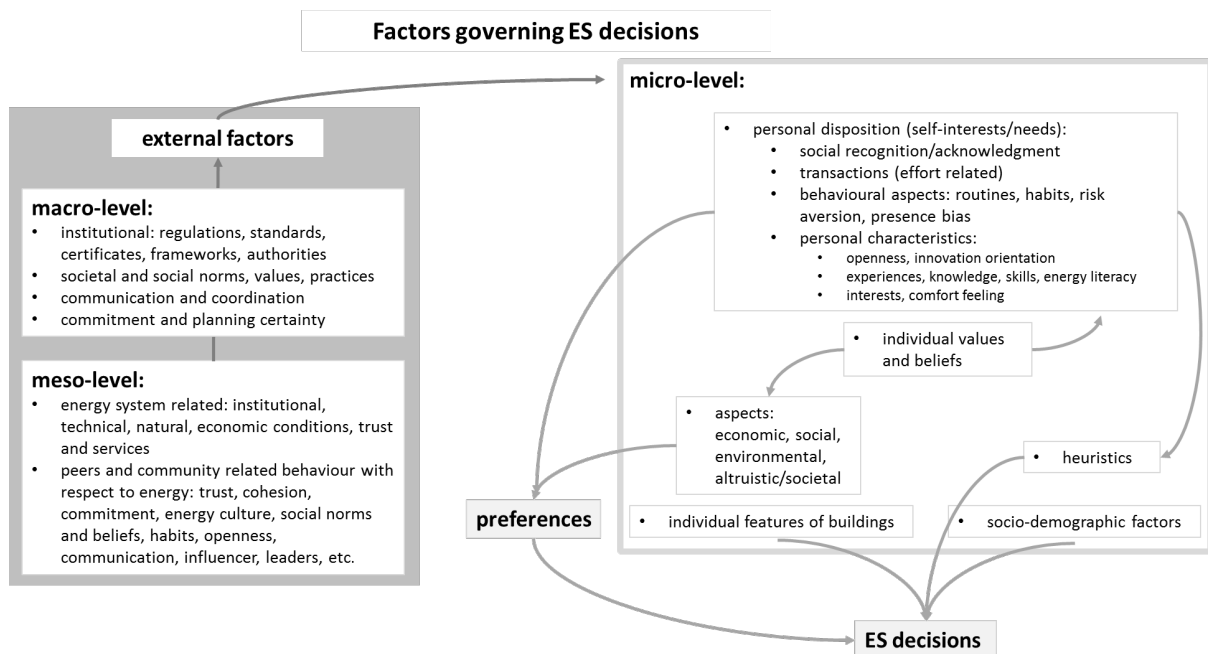 Factors governing ES decisions
external factors
macro-level:
• institutional: regulations, standards,
certificates, frameworks, authorities
• societal and social norms, values, practices
• communication and coordination
• commitment and planning certainty
meso-level:
• energy system related: institutional,
technical, natural, economic conditions, trust
and services
• peers and community related behaviour with
respect to energy: trust, cohesion,
commitment, energy culture, social norms
and beliefs, habits, openness,
communication, influencer, leaders, etc.
micro-level:
• personal disposition (self-interests/needs):
• social recognition/acknowledgment
• transactions (effort related)
• behavioural aspects: routines, habits, risk
aversion, presence bias
• personal characteristics:
• openness, innovation orientation
• experiences, knowledge, skills, energy literacy
• interests, comfort feeling
• individual values
and beliefs
• aspects:
economic, social,
environmental,
altruistic/societal
• heuristics
preferences
• individual features of buildings
• socio-demographic factors
ES decisions